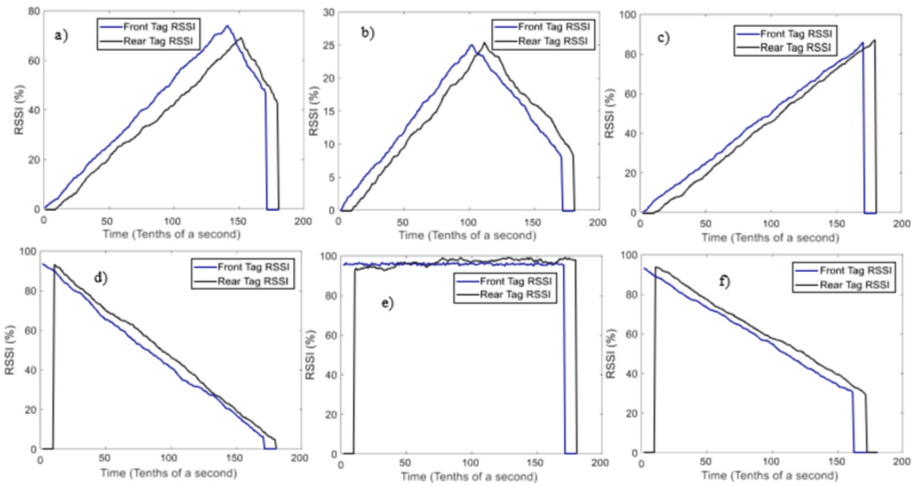 a)
Front Tag RSSI
Rear Tag RSSI
RSSI (%)
80
60
40
20
0
0 50 100 150 200
Time (Tenths of a second)
b)
Front Tag RSSI
Rear Tag RSSI
RSSI (%)
30
25
20
15
10
5
0 50 100 150 200
Time (Tenths of a second)
c)
Front Tag RSSI
Rear Tag RSSI
RSSI (%)
100
80
60
40
20
0
0 50 100 150 200
Time (Tenths of a second)
d)
Front Tag RSSI
Rear Tag RSSI
RSSI (%)
100
80
60
40
20
0
0 50 100 150 200
Time (Tenths of a second)
e)
Front Tag RSSI
Rear Tag RSSI
RSSI (%)
100
80
60
40
20
0
0 50 100 150 200
Time (Tenths of a second)
f)
Front Tag RSSI
Rear Tag RSSI
RSSI (%)
100
80
60
40
20
0
0 50 100 150 200
Time (Tenths of a second)